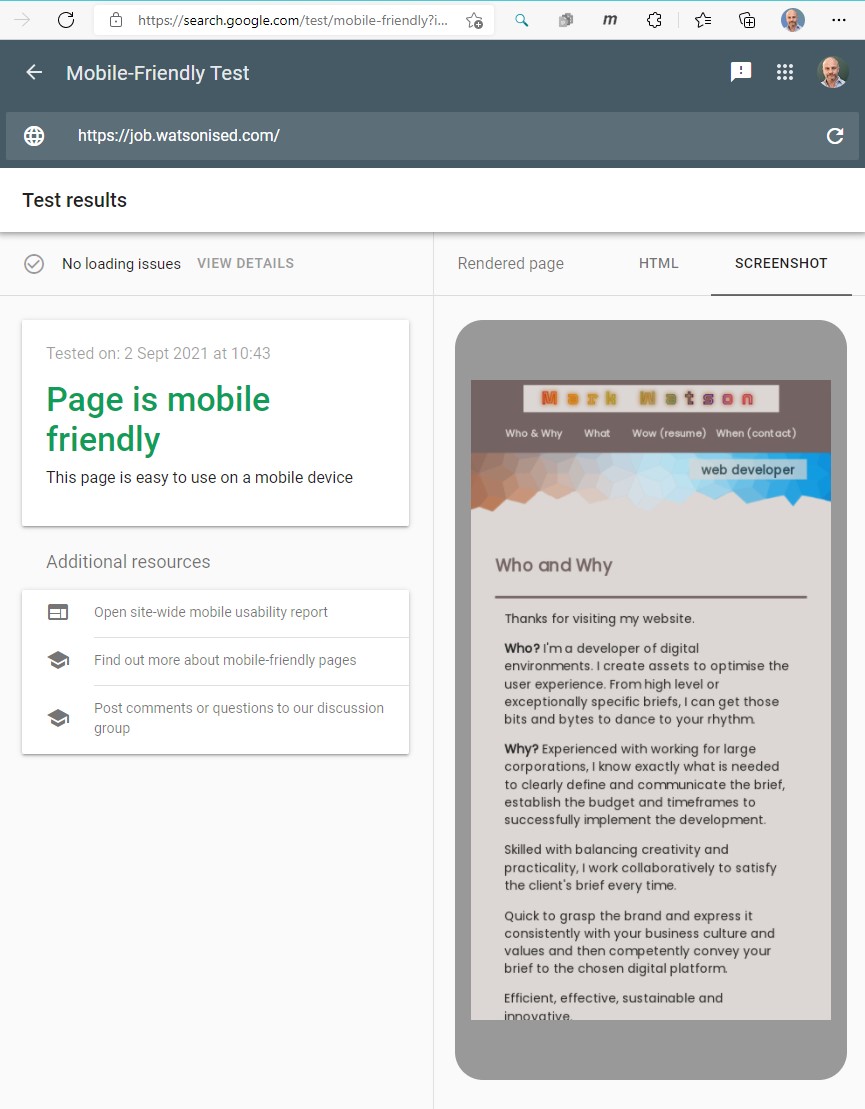 https://search.google.com/test/mobile-friendly?i...
m
Mobile-Friendly Test
https://job.watsonised.com/
Test results
No loading issues VIEW DETAILS
Rendered page HTML SCREENSHOT
Tested on: 2 Sept 2021 at 10:43
Page is mobile
friendly
This page is easy to use on a mobile device
Additional resources
Open site-wide mobile usability report
Find out more about mobile-friendly pages
Post comments or questions to our discussion
group
Mark Watson
Who & Why What Wow (resume) When (contact)
web developer
Who and Why
Thanks for visiting my website.
Who? I'm a developer of digital
environments. I create assets to optimise the
user experience. From high level or
exceptionally specific briefs, I can get those
bits and bytes to dance to your rhythm.
Why? Experienced with working for large
corporations, I know exactly what is needed
to clearly define and communicate the brief,
establish the budget and timeframes to
successfully implement the development.
Skilled with balancing creativity and
practicality, I work collaboratively to satisfy
the client's brief every time.
Quick to grasp the brand and express it
consistently with your business culture and
values and then competently convey your
brief to the chosen digital platform.
Efficient, effective, sustainable and
innovative.